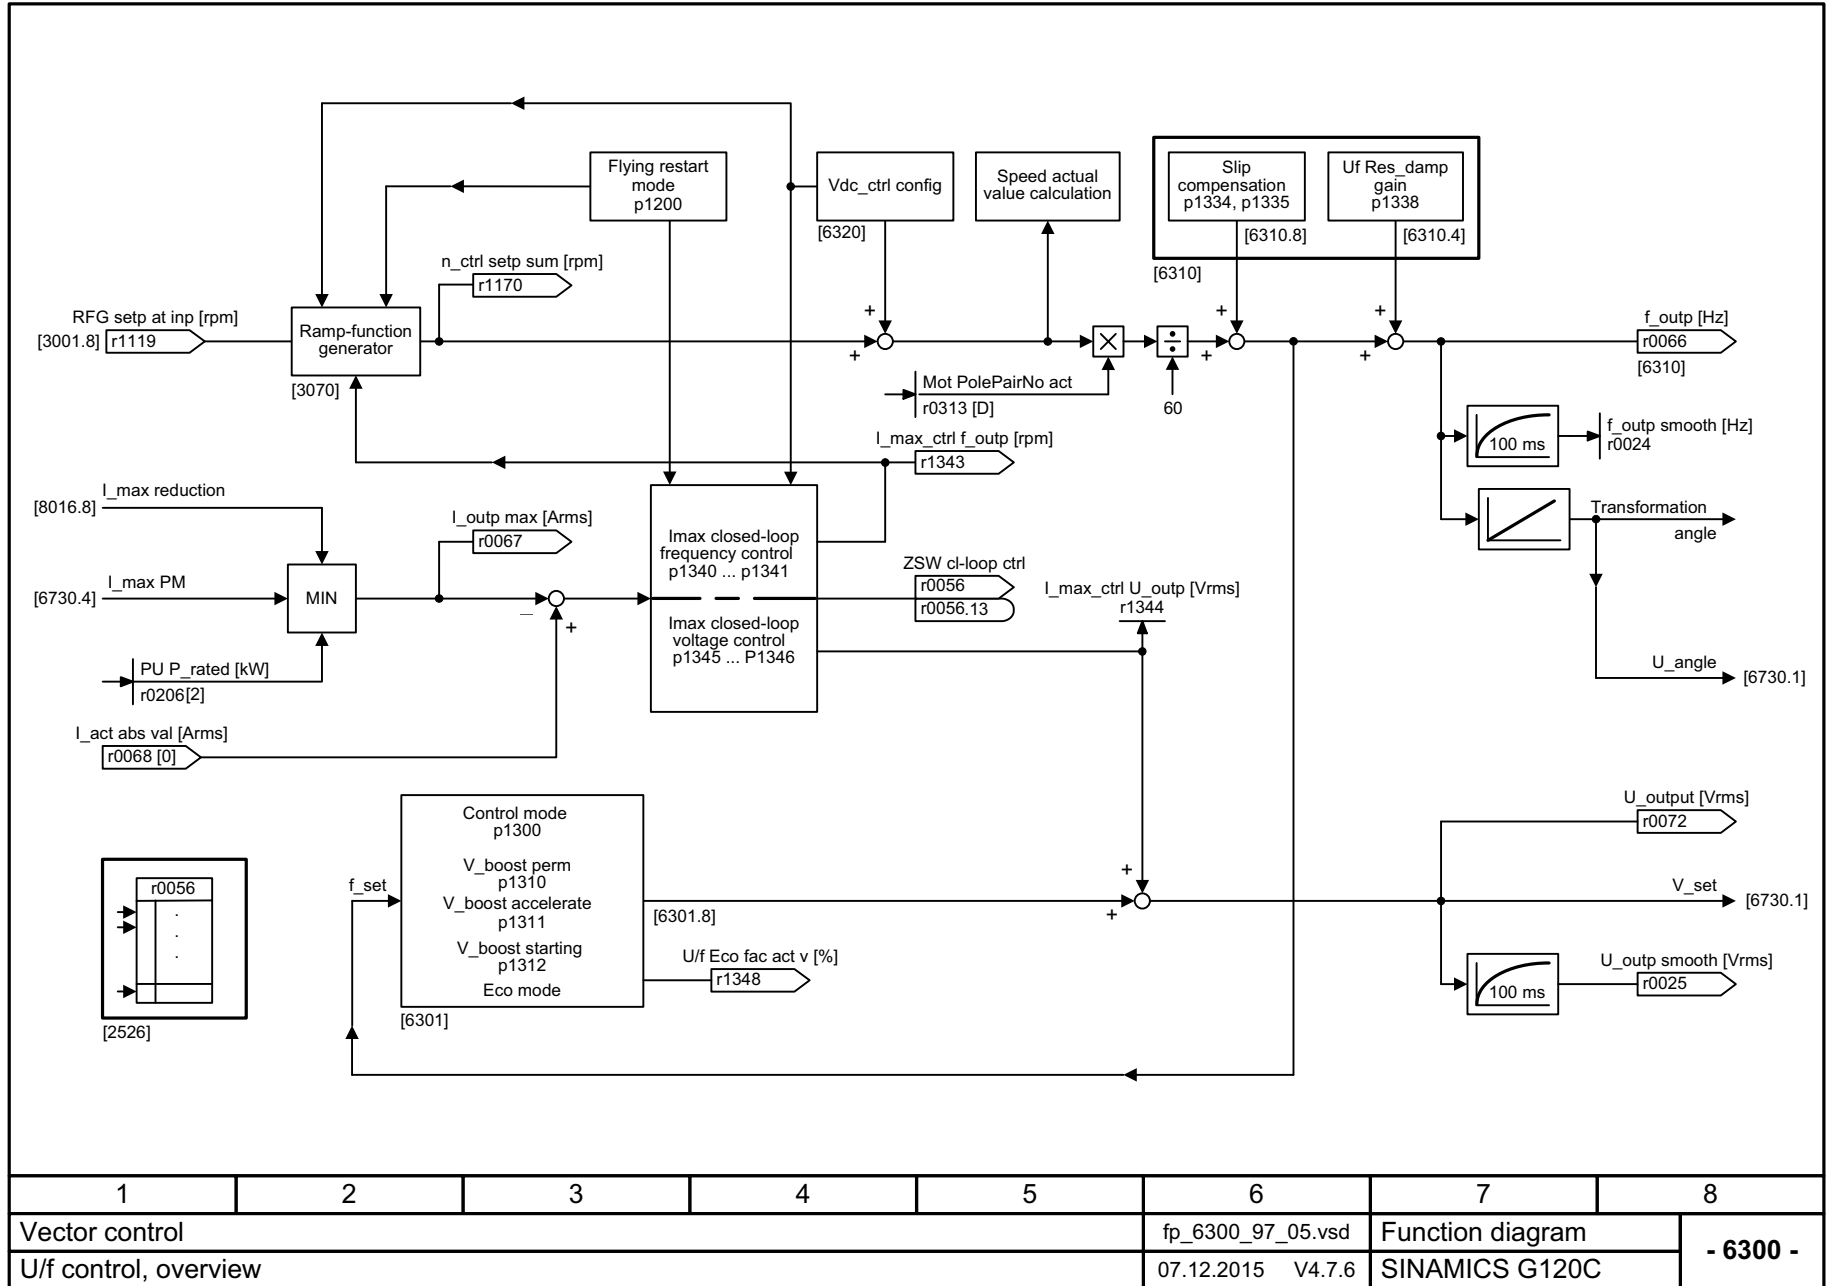 Flying restart
mode
p1200
Vdc_ctrl config
[6320]
Speed actual
value calculation
Slip
compensation
p1334, p1335
[6310.8]
Uf Res_damp
gain
p1338
[6310.4]
[6310]
n_ctrl setp sum [rpm]
r1170
RFG setp at inp [rpm]
[3001.8]
r1119
Ramp-function
generator
[3070]
+
+
Mot PolePairNo act
r0313 [D]
×
÷
60
+
+
+
+
f_outp [Hz]
r0066
[6310]
100 ms
f_outp smooth [Hz]
r0024
I_max_ctrl f_outp [rpm]
r1343
I_max reduction
[8016.8]
I_max PM
[6730.4]
MIN
PU P_rated [kW]
r0206[2]
I_outp max [Arms]
r0067
_
+
I_act abs val [Arms]
r0068 [0]
Imax closed-loop
frequency control
p1340 ... p1341
Imax closed-loop
voltage control
p1345 ... P1346
ZSW cl-loop ctrl
r0056
r0056.13
I_max_ctrl U_outp [Vrms]
r1344
Transformation
angle
U_angle
[6730.1]
r0056
.
.
.
[2526]
f_set
Control mode
p1300
V_boost perm
p1310
V_boost accelerate
p1311
V_boost starting
p1312
Eco mode
[6301]
[6301.8]
U/f Eco fac act v [%]
r1348
+
+
U_output [Vrms]
r0072
V_set
[6730.1]
100 ms
U_outp smooth [Vrms]
r0025
1 2 3 4 5 6 7 8
Vector control
fp_6300_97_05.vsd
Function diagram
- 6300 -
U/f control, overview
07.12.2015 V4.7.6
SINAMICS G120C